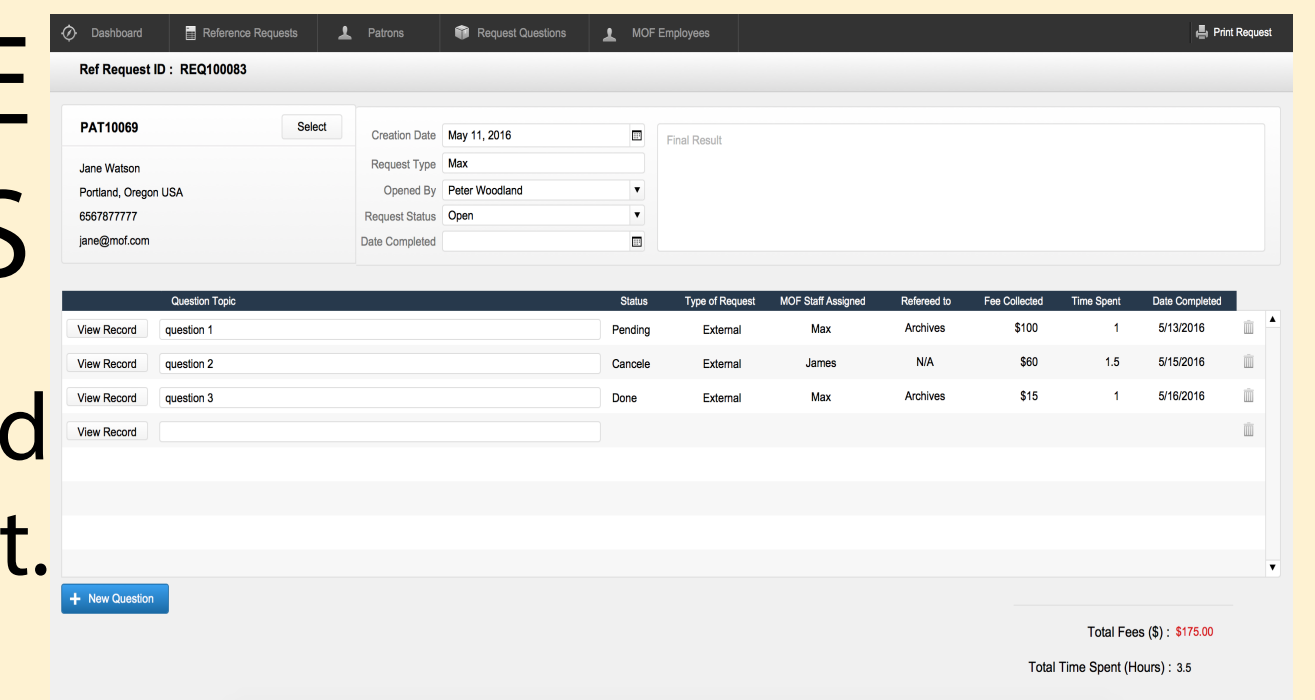 Dashboard Reference Requests Patrons Request Questions MOF Employees Print Request
Ref Request ID : REQ100083
PAT10069 Select
Jane Watson
Portland, Oregon USA
6567877777
jane@mof.com
Creation Date May 11, 2016
Request Type Max
Opened By Peter Woodland
Request Status Open
Date Completed
Final Result
Question Topic Status Type of Request MOF Staff Assigned Refereed to Fee Collected Time Spent Date Completed
View Record question 1 Pending External Max Archives $100 1 5/13/2016
View Record question 2 Cancele External James N/A $60 1.5 5/15/2016
View Record question 3 Done External Max Archives $15 1 5/16/2016
View Record
+ New Question
Total Fees ($) : $175.00
Total Time Spent (Hours) : 3.5
E
S
d
t.